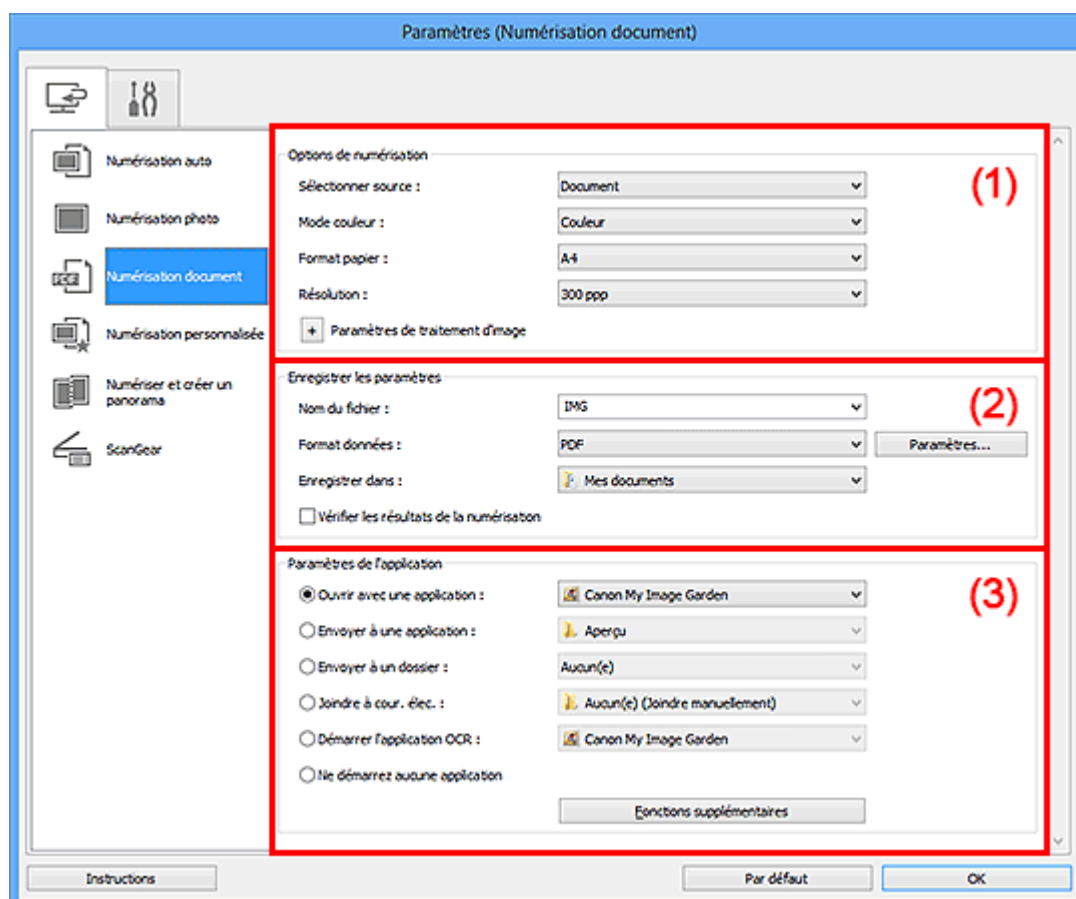 Paramètres (Numérisation document)
Numérisation auto
Numérisation photo
Numérisation document
Numérisation personnalisée
Numériser et créer un
panorama
ScanGear
Options de numérisation
(1)
Sélectionner source :
Document
Mode couleur :
Couleur
Format papier :
A4
Résolution :
300 ppp
+ Paramètres de traitement d'image
Enregistrer les paramètres
(2)
Nom du fichier :
IMG
Format données :
PDF
Paramètres...
Enregistrer dans :
Mes documents
Vérifier les résultats de la numérisation
Paramètres de l'application
(3)
Ouvrir avec une application :
Canon My Image Garden
Envoyer à une application :
Aperçu
Envoyer à un dossier :
Aucun(e)
Joindre à cour. élec. :
Aucun(e) (Joindre manuellement)
Démarrer l'application OCR :
Canon My Image Garden
Ne démarrez aucune application
Fonctions supplémentaires
Instructions
Par défaut
OK